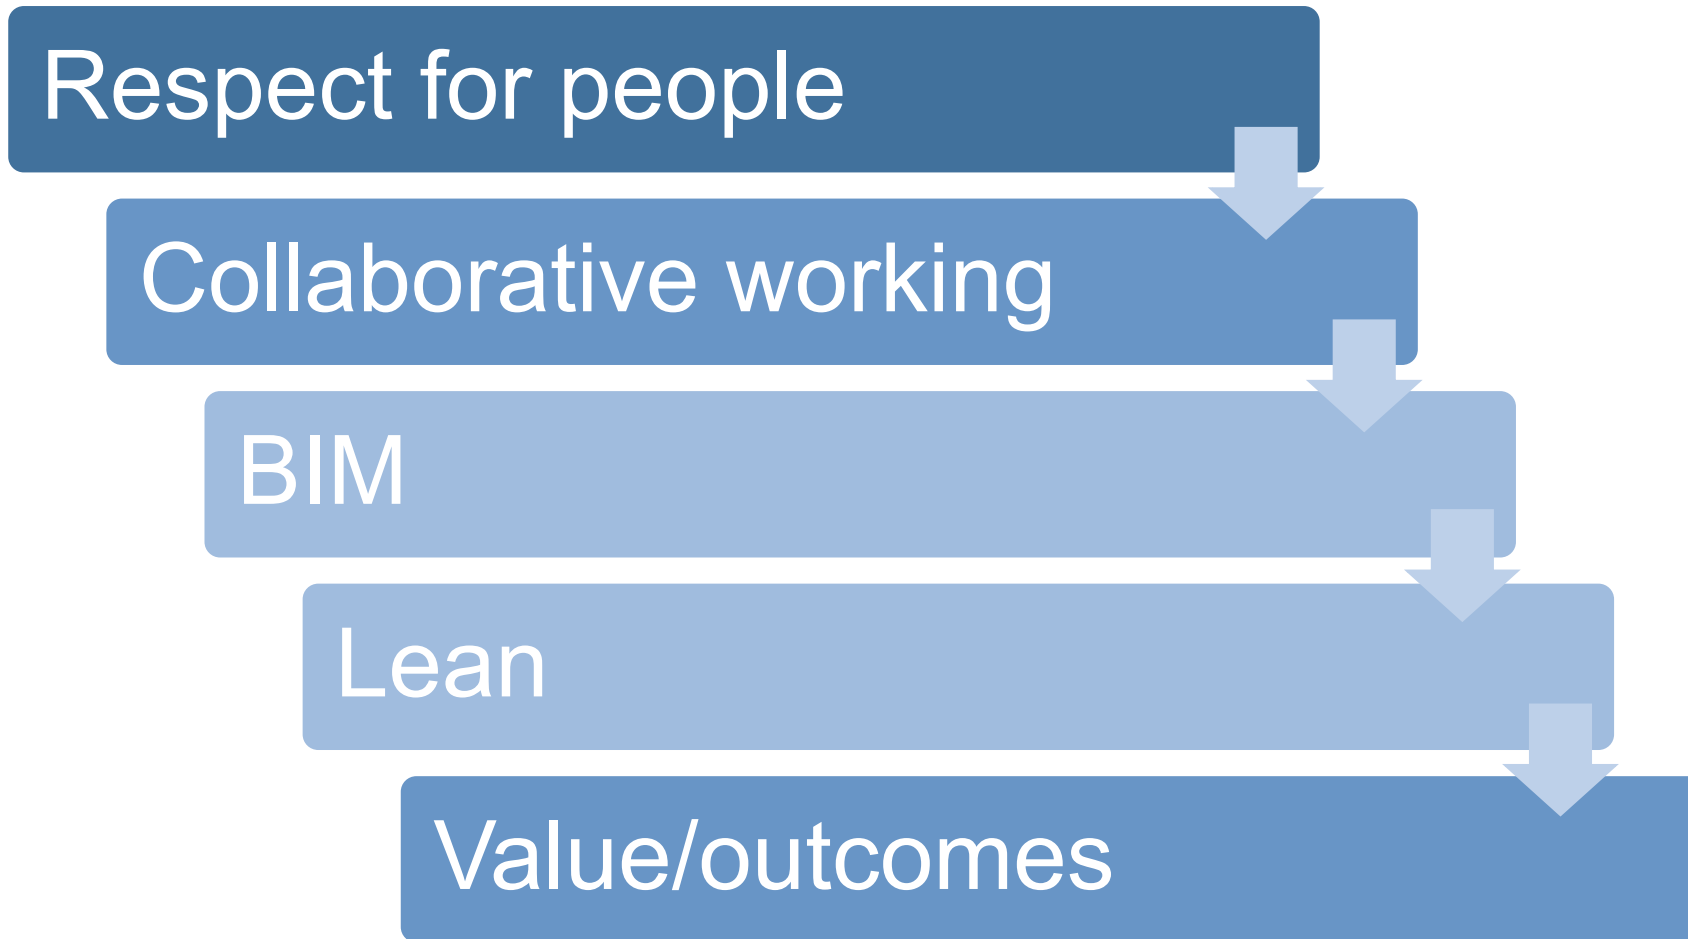 Respect for people
Collaborative working
BIM
Lean
Value/outcomes